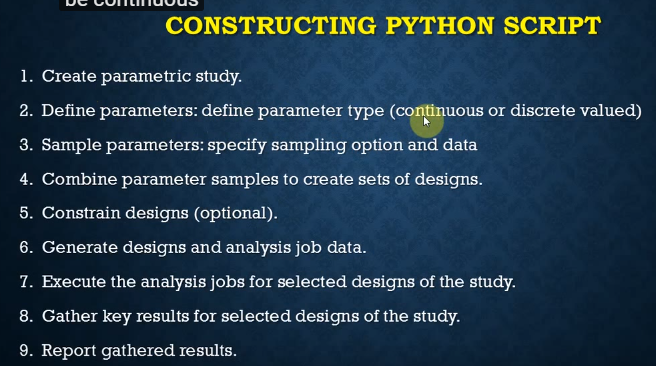 be continuous
CONSTRUCTING PYTHON SCRIPT
1. Create parametric study.
2. Define parameters: define parameter type (continuous or discrete valued)
3. Sample parameters: specify sampling option and data
4. Combine parameter samples to create sets of designs.
5. Constrain designs (optional).
6. Generate designs and analysis job data.
7. Execute the analysis jobs for selected designs of the study.
8. Gather key results for selected designs of the study.
9. Report gathered results.